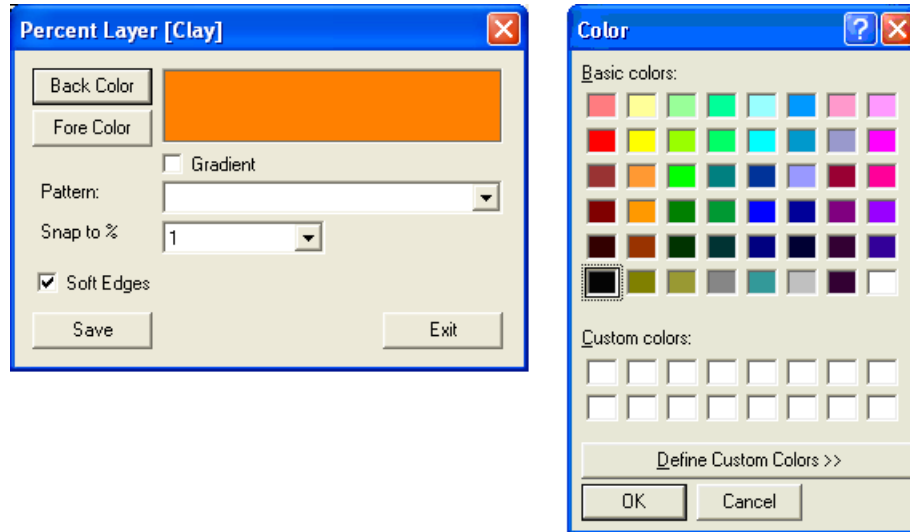 Percent Layer [Clay]
Back Color
Fore Color
Gradient
Pattern:
Snap to %
1
Soft Edges
Save
Exit
Color
?
Basic colors:
Custom colors:
Define Custom Colors >>
OK
Cancel